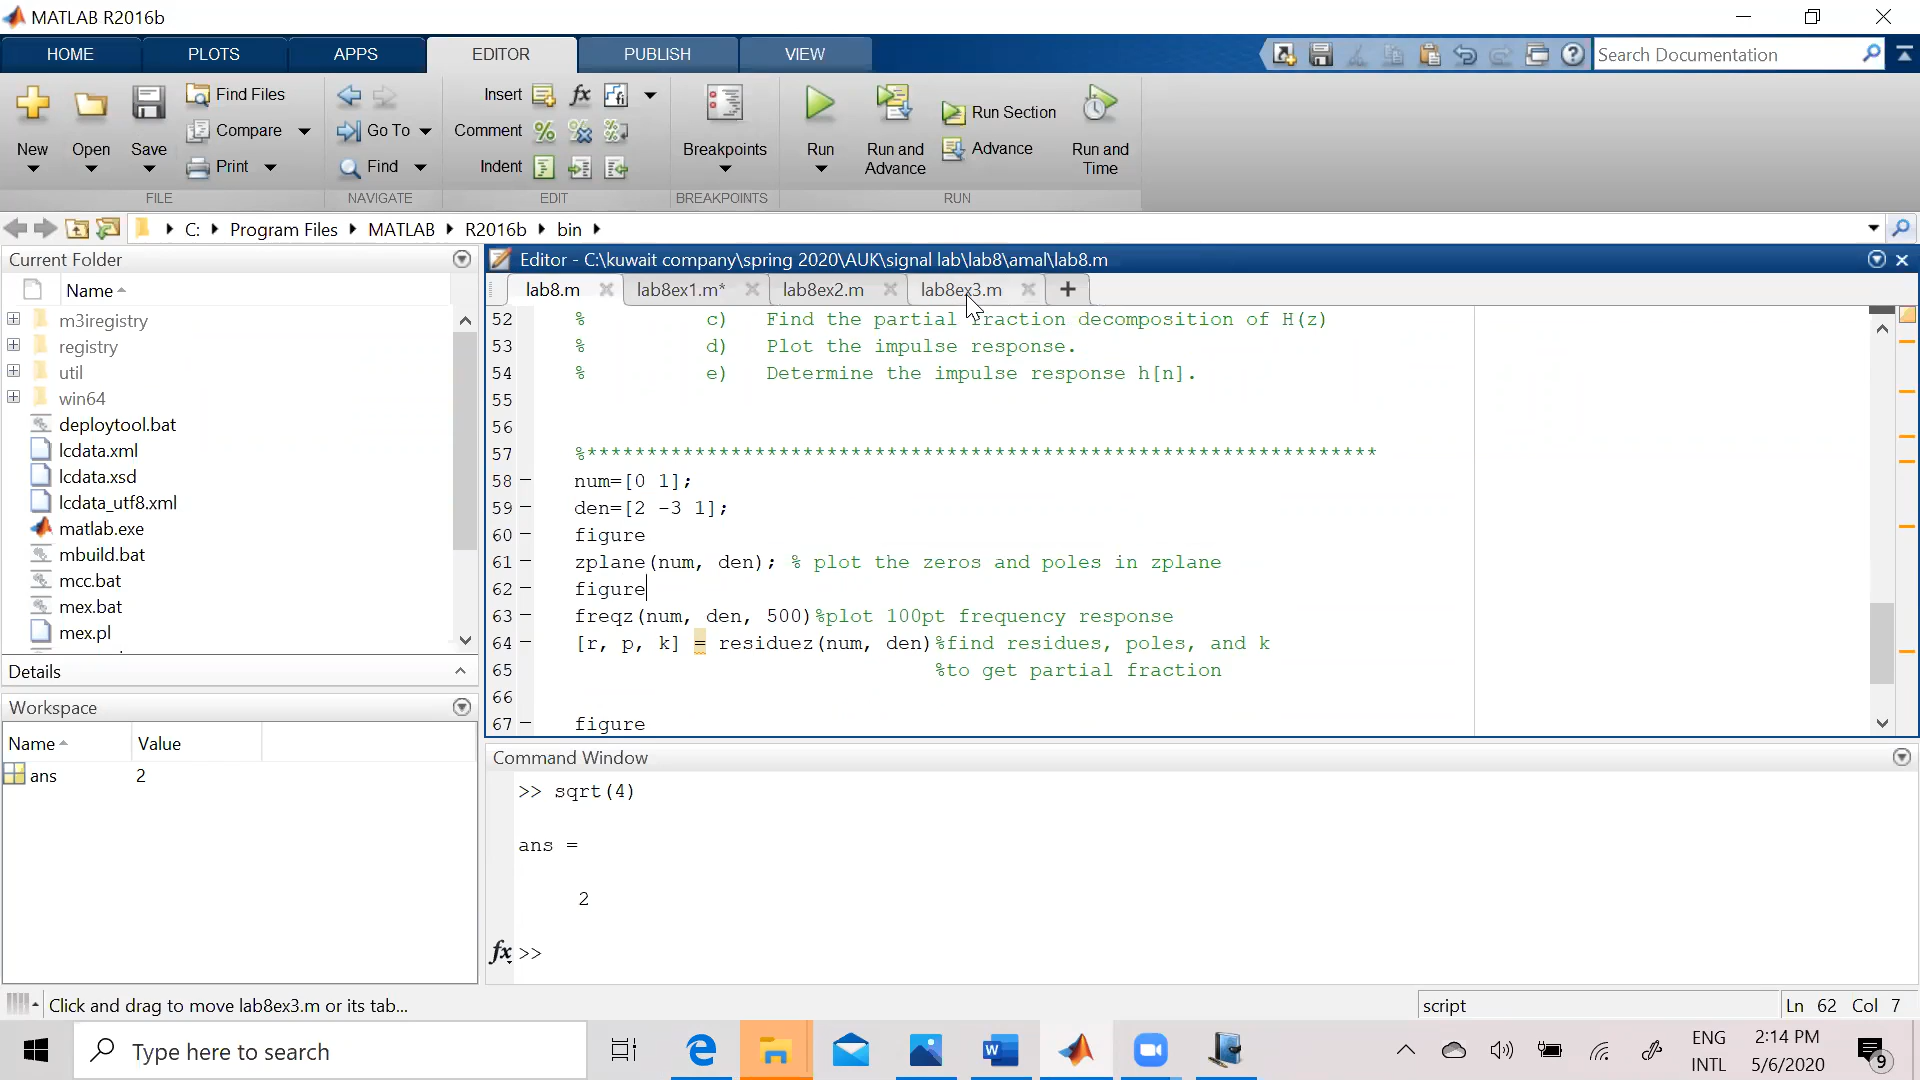 MATLAB R2016b
HOME PLOTS APPS EDITOR PUBLISH VIEW
Search Documentation
New
Open
Save
Find Files
Compare
Print
FILE
Go To
Find
NAVIGATE
Insert fx
Comment
Indent
EDIT
Breakpoints
BREAKPOINTS
Run
Run and Advance
Run Section
Advance
Run and Time
RUN
C: Program Files MATLAB R2016b bin
Current Folder
Name
m3iregistry
registry
util
win64
deploytool.bat
lcdata.xml
lcdata.xsd
lcdata_utf8.xml
matlab.exe
mbuild.bat
mcc.bat
mex.bat
mex.pl
Details
Workspace
Name Value
ans 2
Editor - C:\kuwait company\spring 2020\AUK\signal lab\lab8\amal\lab8.m
lab8.m lab8ex1.m* lab8ex2.m lab8ex3.m
52 % c) Find the partial fraction decomposition of H(z)
53 % d) Plot the impulse response.
54 % e) Determine the impulse response h[n].
55
56
57 %******************************************************************
58 num=[0 1];
59 den=[2 -3 1];
60 figure
61 zplane(num, den); % plot the zeros and poles in zplane
62 figure
63 freqz(num, den, 500)%plot 100pt frequency response
64 [r, p, k] = residuez(num, den)%find residues, poles, and k
65 %to get partial fraction
66
67 figure
Command Window
>> sqrt(4)
ans =
2
fx >>
Click and drag to move lab8ex3.m or its tab...
script
Ln 62 Col 7
Type here to search
ENG
INTL
2:14 PM
5/6/2020
9